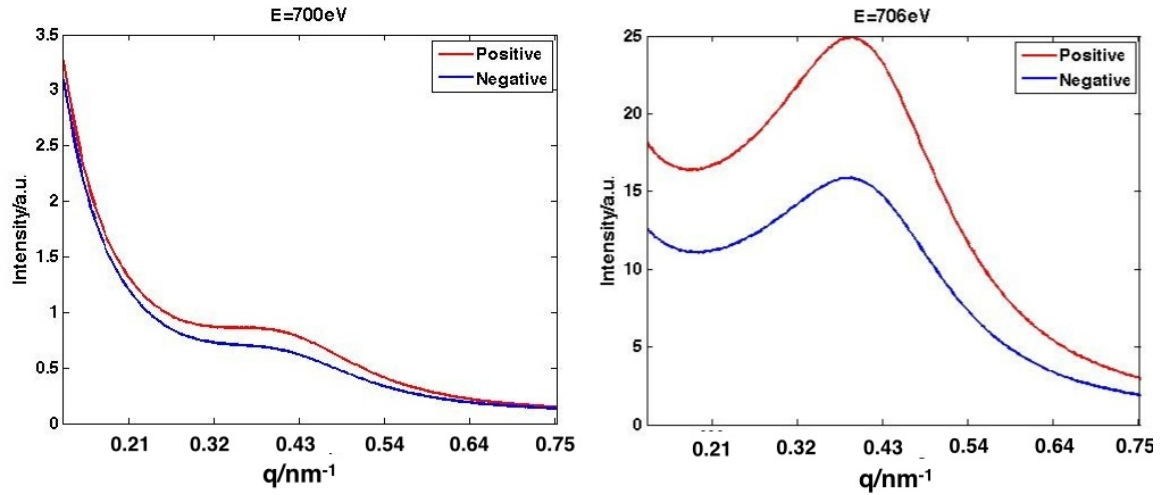 E=700eV
3.5
3
2.5
2
1.5
1
0.5
0
Intensity/a.u.
Positive
Negative
0.21
0.32
0.43
0.54
0.64
0.75
q/nm-1
E=706eV
25
20
15
10
5
0
Intensity/a.u.
Positive
Negative
0.21
0.32
0.43
0.54
0.64
0.75
q/nm-1